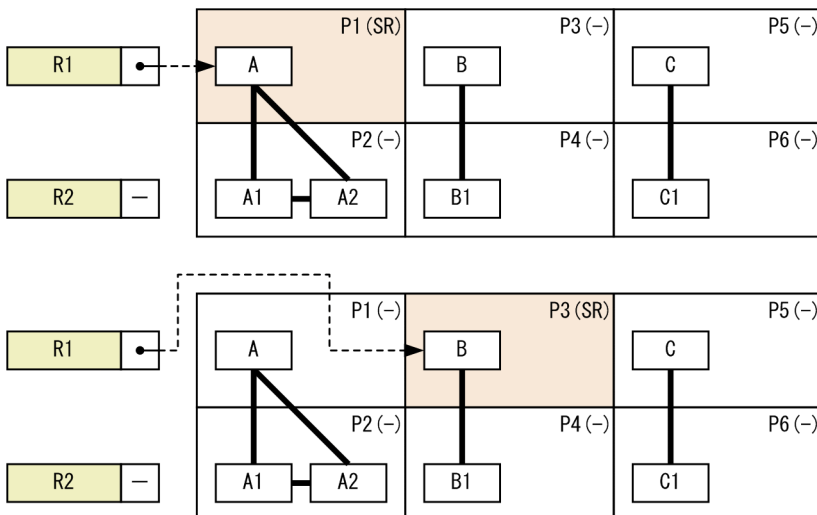 P1(SR) P3(-) P5(-)
R1 A B C
P2(-) P4(-) P6(-)
R2 — A1 A2 B1 C1
P1(-) P3(SR) P5(-)
R1 A B C
P2(-) P4(-) P6(-)
R2 — A1 A2 B1 C1